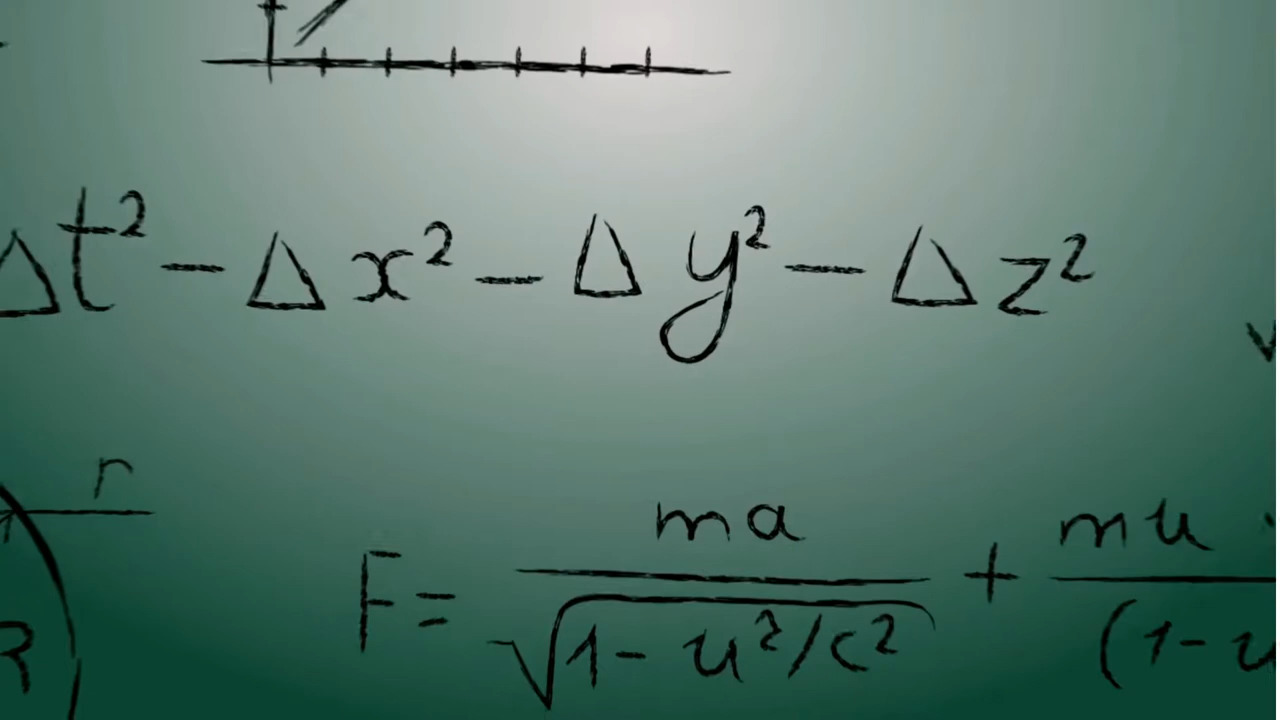 Δt² - Δx² - Δy² - Δz²
r
F = ma/√(1-u²/c²) + mu
(1-u
R